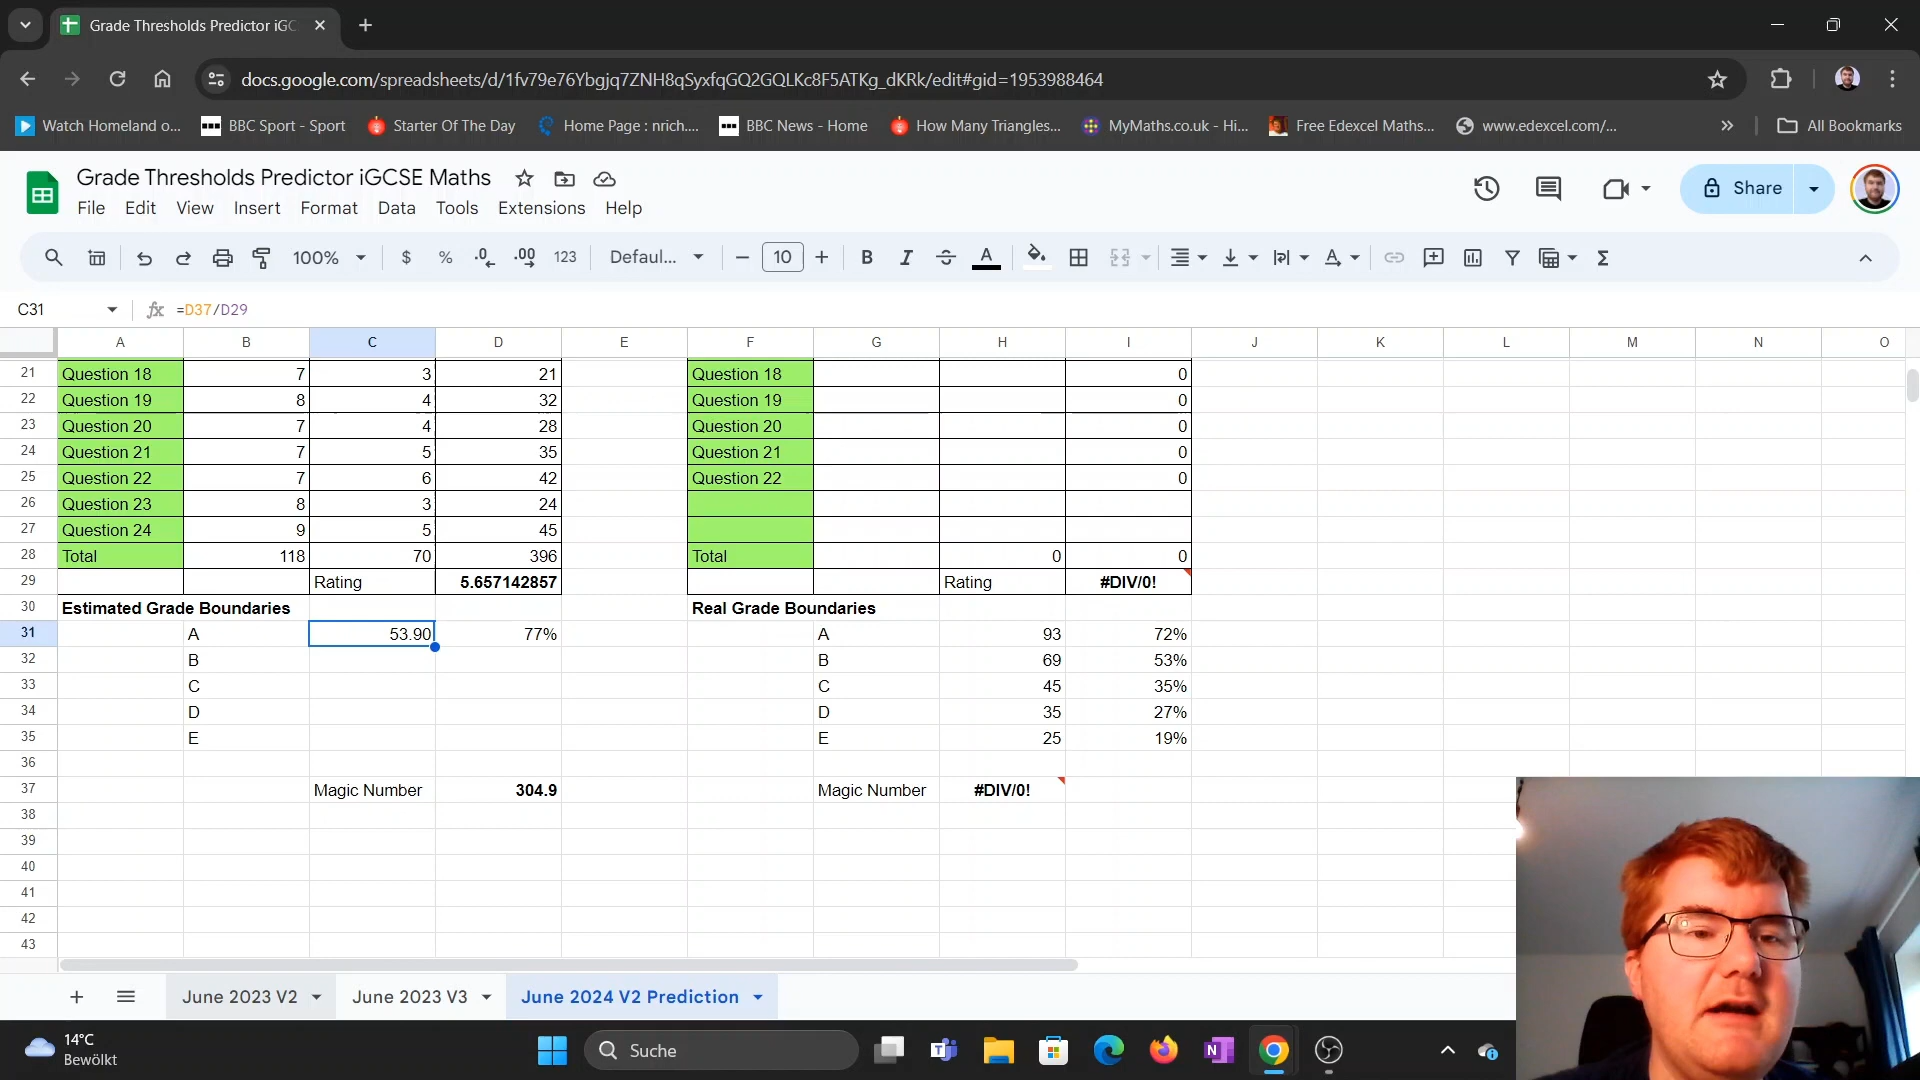 Grade Thresholds Predictor iGC
docs.google.com/spreadsheets/d/1fv79e76Ybgjq7ZNH8qSyxfqGQ2GQLKc8F5ATKg_dKRk/edit#gid=1953988464
Watch Homeland o... BBC Sport - Sport Starter Of The Day Home Page : nrich.... BBC News - Home How Many Triangles... MyMaths.co.uk - Hi... Free Edexcel Maths... www.edexcel.com/... » All Bookmarks
Grade Thresholds Predictor iGCSE Maths
File Edit View Insert Format Data Tools Extensions Help
Share
100% $ % .0 .00 123 Defaul... 10 B I S A A Σ
C31 fx =D37/D29
A B C D E F G H I J K L M N O
21 Question 18 7 3 21 Question 18 0
22 Question 19 8 4 32 Question 19 0
23 Question 20 7 4 28 Question 20 0
24 Question 21 7 5 35 Question 21 0
25 Question 22 7 6 42 Question 22 0
26 Question 23 8 3 24
27 Question 24 9 5 45
28 Total 118 70 396 Total 0 0
29 Rating 5.657142857 Rating #DIV/0!
30 Estimated Grade Boundaries Real Grade Boundaries
31 A 53.90 77% A 93 72%
32 B B 69 53%
33 C C 45 35%
34 D D 35 27%
35 E E 25 19%
36
37 Magic Number 304.9 Magic Number #DIV/0!
38
39
40
41
42
43
June 2023 V2 June 2023 V3 June 2024 V2 Prediction
14°C
Bewölkt
Suche